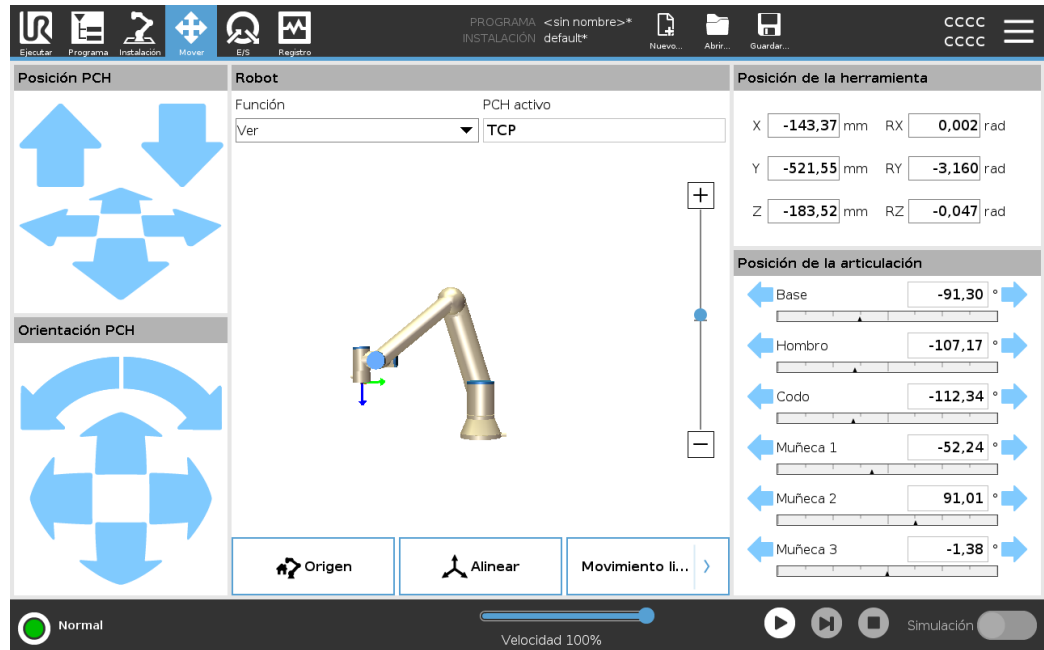 UR
Ejecutar Programa Instalación Mover E/S Registro
PROGRAMA <sin nombre>*
INSTALACIÓN default*
Nuevo... Abrir... Guardar...
CCCC
CCCC
Posición PCH
Orientación PCH
Robot
Función PCH activo
Ver TCP
+
−
Origen Alinear Movimiento li...
Posición de la herramienta
X -143,37 mm RX 0,002 rad
Y -521,55 mm RY -3,160 rad
Z -183,52 mm RZ -0,047 rad
Posición de la articulación
Base -91,30 °
Hombro -107,17 °
Codo -112,34 °
Muñeca 1 -52,24 °
Muñeca 2 91,01 °
Muñeca 3 -1,38 °
Normal
Velocidad 100%
Simulación